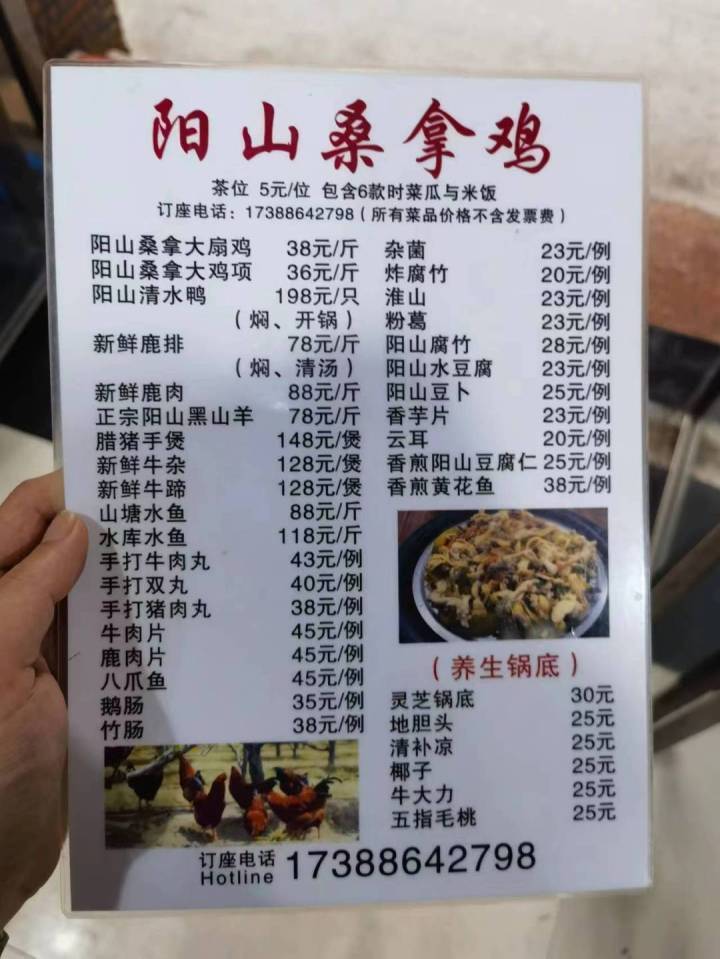 阳山桑拿鸡
茶位 5元/位 包含6款时菜瓜与米饭
订座电话：17388642798（所有菜品价格不含发票费）
阳山桑拿大扇鸡 38元/斤
阳山桑拿大鸡项 36元/斤
阳山清水鸭 198元/只
（焖、开锅）
新鲜鹿排 78元/斤
（焖、清汤）
新鲜鹿肉 88元/斤
正宗阳山黑山羊 78元/斤
腊猪手煲 148元/煲
新鲜牛杂 128元/煲
新鲜牛蹄 128元/煲
山塘水鱼 88元/斤
水库水鱼 118元/斤
手打牛肉丸 43元/例
手打双丸 40元/例
手打猪肉丸 38元/例
牛肉片 45元/例
鹿肉片 45元/例
八爪鱼 45元/例
鹅肠 35元/例
竹肠 38元/例
杂菌 23元/例
炸腐竹 20元/例
淮山 23元/例
粉葛 23元/例
阳山腐竹 28元/例
阳山水豆腐 23元/例
阳山豆卜 25元/例
香芋片 23元/例
云耳 20元/例
香煎阳山豆腐仁 25元/例
香煎黄花鱼 38元/例
（养生锅底）
灵芝锅底 30元
地胆头 25元
清补凉 25元
椰子 25元
牛大力 25元
五指毛桃 25元
订座电话
Hotline 17388642798